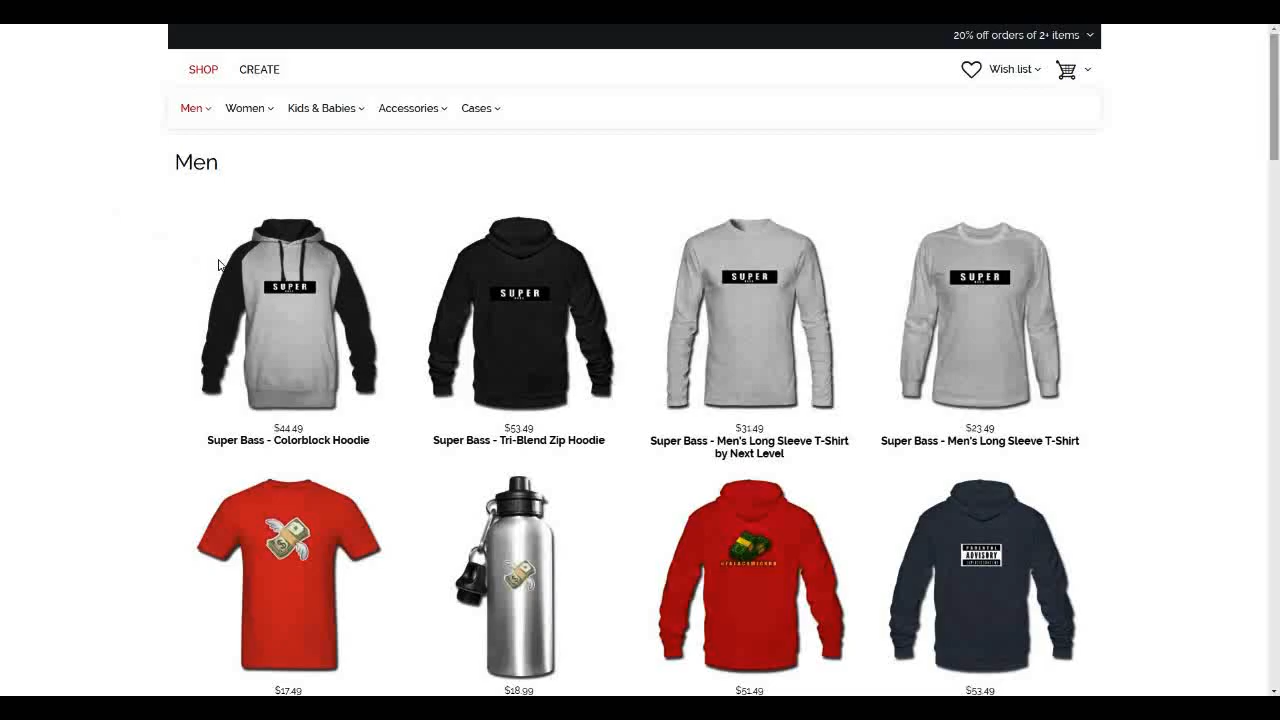 20% off orders of 2+ items
SHOP CREATE Wish list
Men Women Kids & Babies Accessories Cases
Men
SUPER
SUPER
SUPER
SUPER
$44.49 $53.49 $31.49 $23.49
Super Bass - Colorblock Hoodie
Super Bass - Tri-Blend Zip Hoodie
Super Bass - Men's Long Sleeve T-Shirt
by Next Level
Super Bass - Men's Long Sleeve T-Shirt
PARENTAL
ADVISORY
$17.49 $18.99 $51.49 $53.49